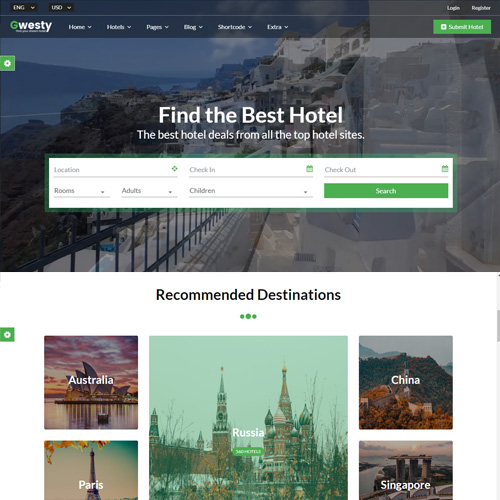 ENG USD Login Register
Gwesty Home Hotels Pages Blog Shortcode Extra Submit Hotel
Find your dream hotel
Find the Best Hotel
The best hotel deals from all the top hotel sites.
Location Check In Check Out
Rooms Adults Children Search
Recommended Destinations
Australia
China
Russia
560 HOTELS
Paris
Singapore